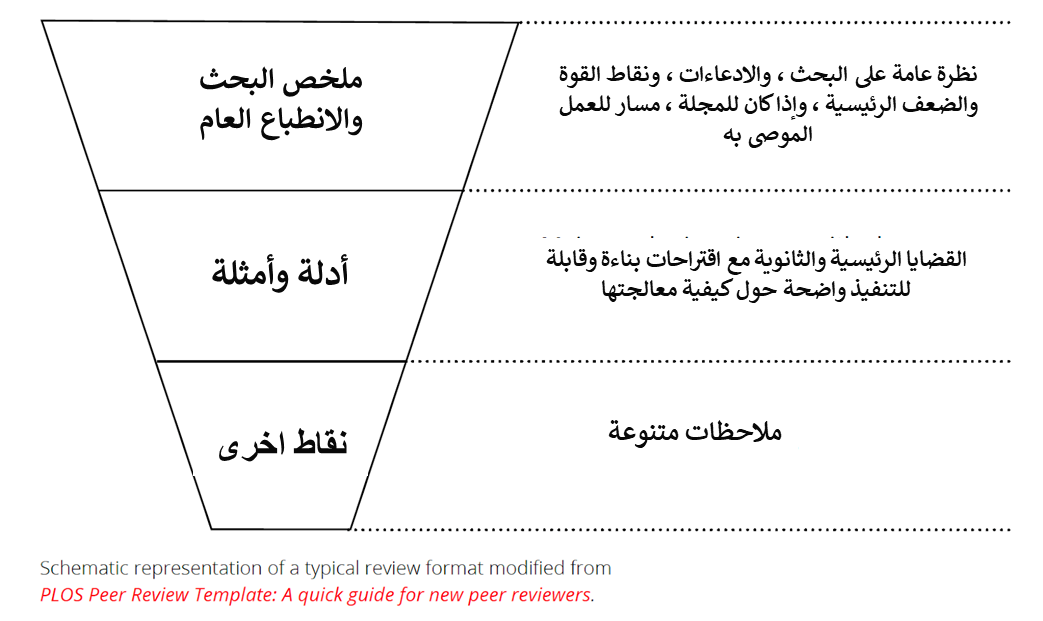 ملخص البحث
والانطباع العام
نظرة عامة على البحث ، والادعاءات ، ونقاط القوة
والضعف الرئيسية ، وإذا كان للمجلة ، مسار للعمل
الموصى به
أدلة وأمثلة
القضايا الرئيسية والثانوية مع اقتراحات بناءة وقابلة
للتنفيذ واضحة حول كيفية معالجتها
نقاط اخرى
ملاحظات متنوعة
Schematic representation of a typical review format modified from
PLOS Peer Review Template: A quick guide for new peer reviewers.